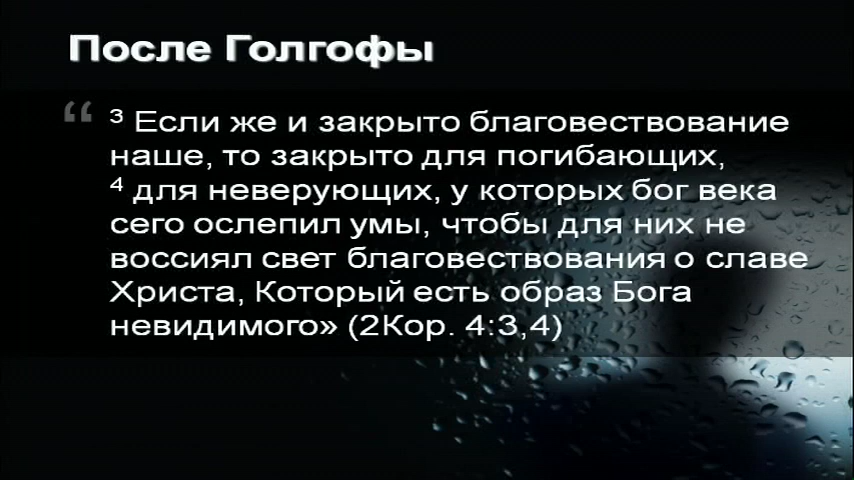 После Голгофы
“ ³ Если же и закрыто благовествование
наше, то закрыто для погибающих,
⁴ для неверующих, у которых бог века
сего ослепил умы, чтобы для них не
воссиял свет благовествования о славе
Христа, Который есть образ Бога
невидимого» (2Кор. 4:3,4)